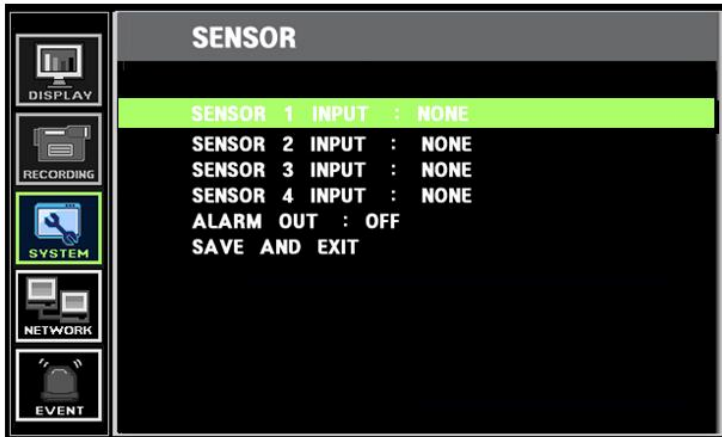 SENSOR
DISPLAY
RECORDING
SYSTEM
NETWORK
EVENT
SENSOR 1 INPUT : NONE
SENSOR 2 INPUT : NONE
SENSOR 3 INPUT : NONE
SENSOR 4 INPUT : NONE
ALARM OUT : OFF
SAVE AND EXIT